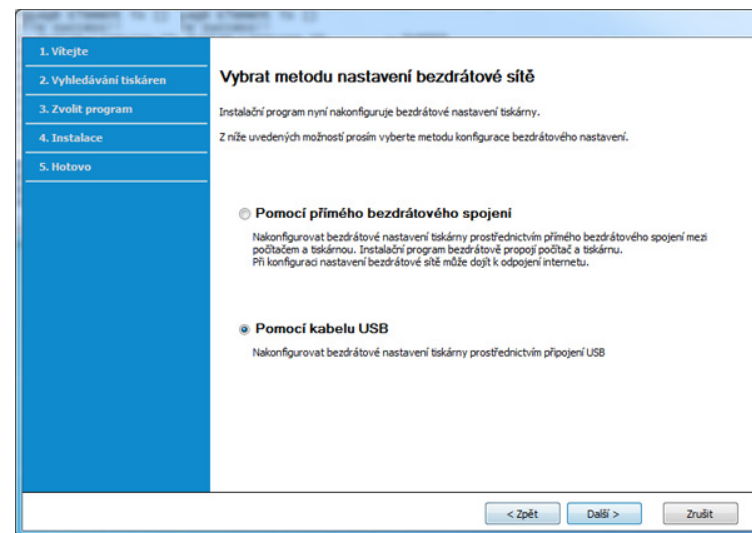 1. Vítejte
2. Vyhledávání tiskáren
3. Zvolit program
4. Instalace
5. Hotovo
Vybrat metodu nastavení bezdrátové sítě
Instalační program nyní nakonfiguruje bezdrátové nastavení tiskárny.
Z níže uvedených možností prosím vyberte metodu konfigurace bezdrátového nastavení.
Pomocí přímého bezdrátového spojení
Nakonfigurovat bezdrátové nastavení tiskárny prostřednictvím přímého bezdrátového spojení mezi
počítačem a tiskárnou. Instalační program bezdrátově propojí počítač a tiskárnu.
Při konfiguraci nastavení bezdrátové sítě může dojít k odpojení internetu.
Pomocí kabelu USB
Nakonfigurovat bezdrátové nastavení tiskárny prostřednictvím připojení USB
< Zpět
Další >
Zrušit